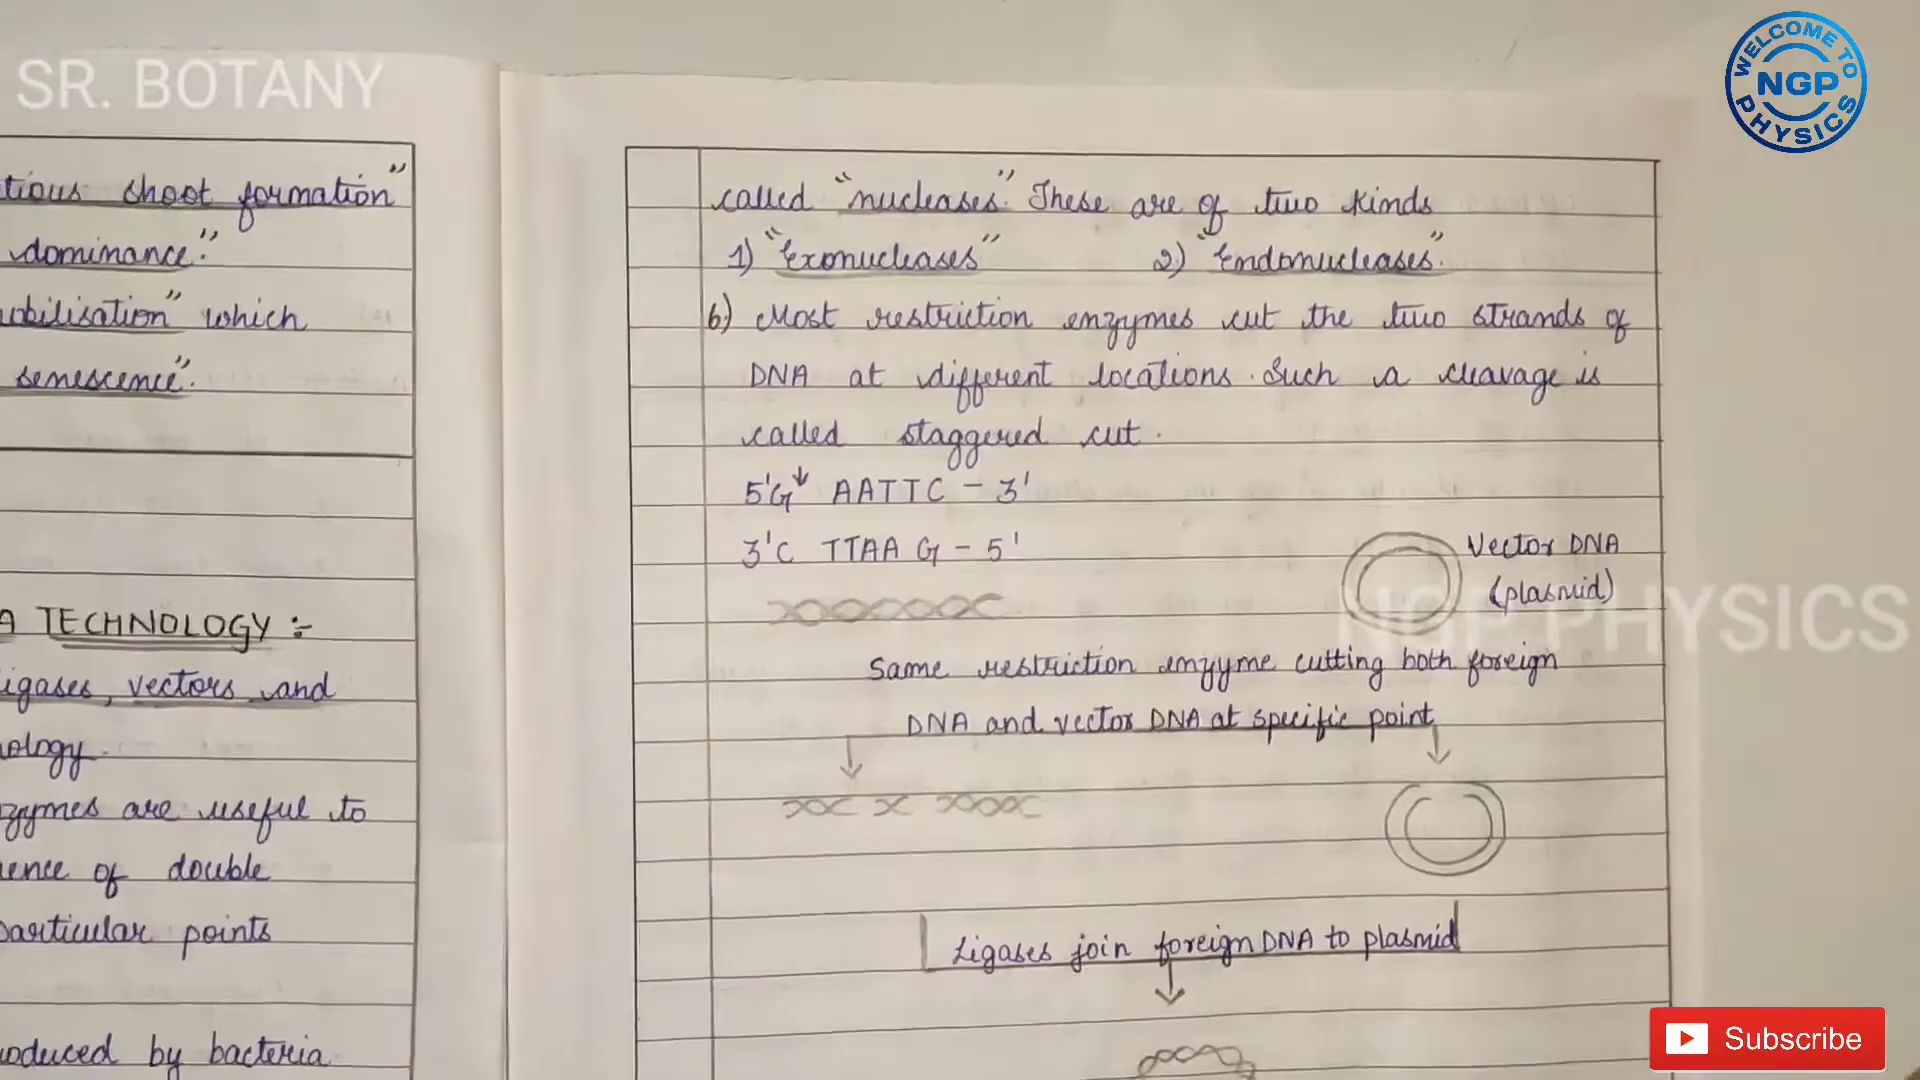 SR. BOTANY
WELCOME TO
NGP
PHYSICS
tious shoot formation"
dominance."
obilisation" which
senescence".
A TECHNOLOGY :-
igases, vectors and
nology.
zymes are useful to
ence of double
particular points
oduced by bacteria
called "nucleases." These are of two kinds
1) "Exonucleases" 2) "Endonucleases".
6) Most restriction enzymes cut the two strands of
DNA at different locations. Such a cleavage is
called staggered cut.
5'G↓ AATTC - 3'
3'C TTAA G - 5'
Vector DNA
(plasmid)
NGP PHYSICS
Same restriction enzyme cutting both foreign
DNA and vector DNA at specific point
Ligases join foreign DNA to plasmid
Subscribe